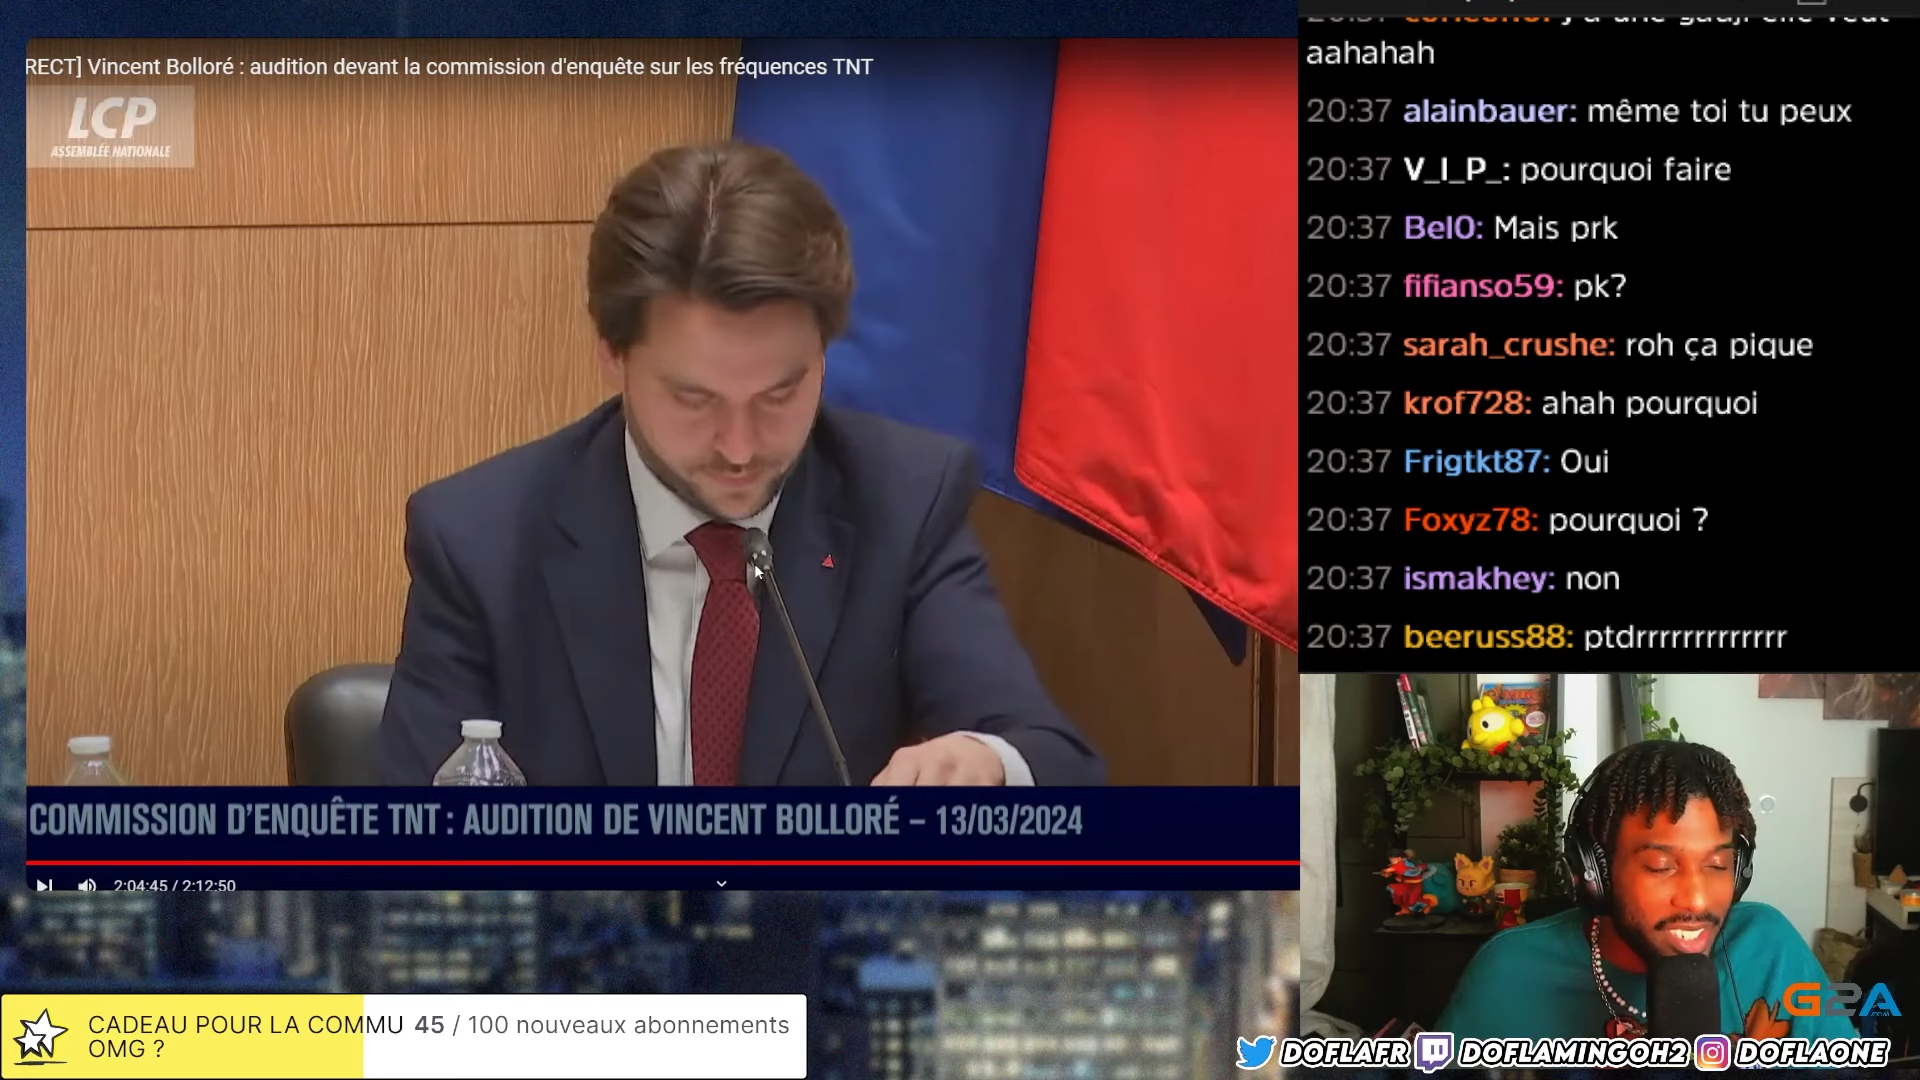 RECT] Vincent Bolloré : audition devant la commission d'enquête sur les fréquences TNT
LCP
ASSEMBLÉE NATIONALE
COMMISSION D'ENQUÊTE TNT : AUDITION DE VINCENT BOLLORÉ – 13/03/2024
2:04:45 / 2:12:50
aahahah
20:37 alainbauer: même toi tu peux
20:37 V_I_P_: pourquoi faire
20:37 Bel0: Mais prk
20:37 fifianso59: pk?
20:37 sarah_crushe: roh ça pique
20:37 krof728: ahah pourquoi
20:37 Frigtkt87: Oui
20:37 Foxyz78: pourquoi ?
20:37 ismakhey: non
20:37 beeruss88: ptdrrrrrrrrrrrrr
CADEAU POUR LA COMMU 45 / 100 nouveaux abonnements
OMG ?
G2A
.COM
DOFLAFR DOFLAMINGOH2 DOFLAONE